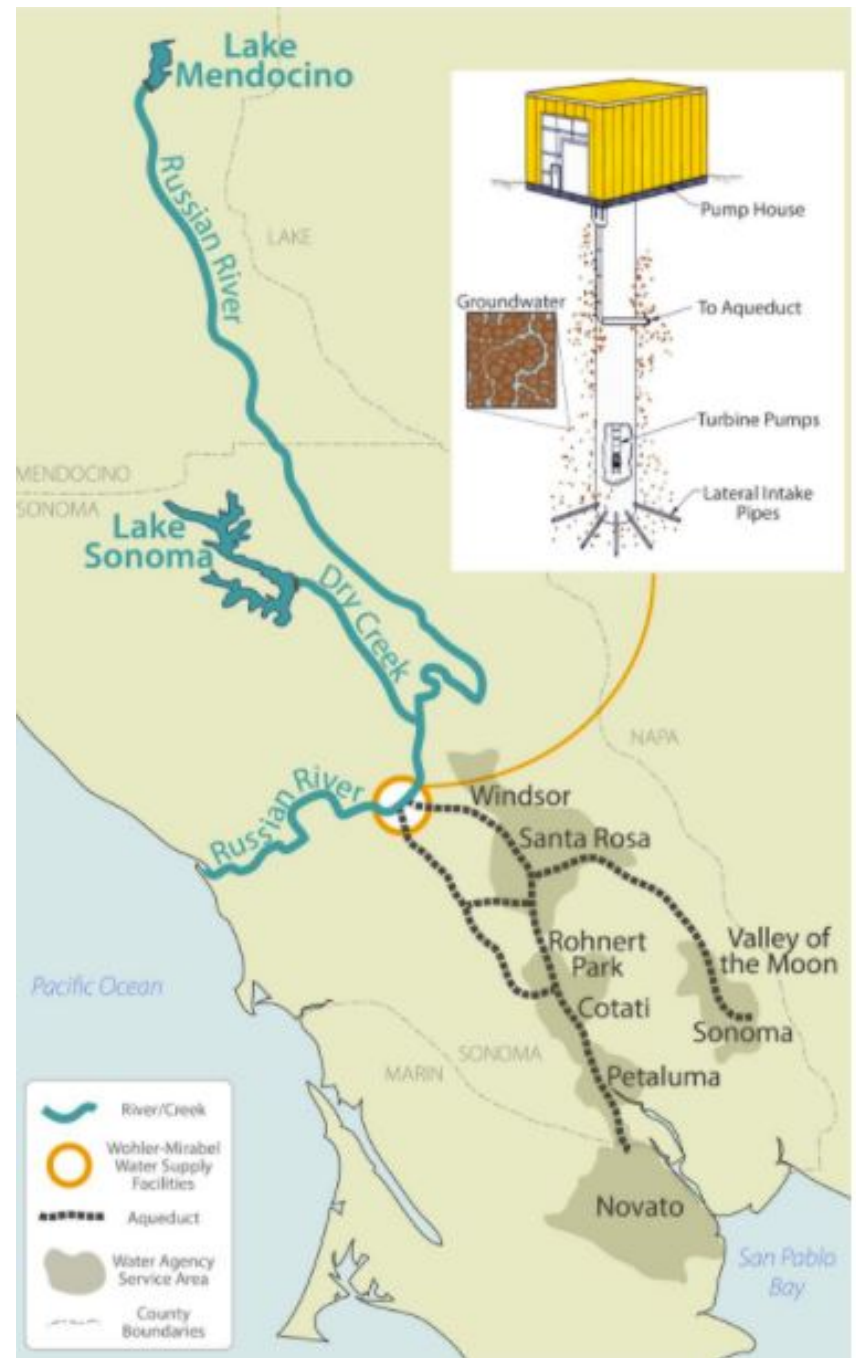 Lake
Mendocino
Russian River
LAKE
Pump House
Groundwater
To Aqueduct
Turbine Pumps
Lateral Intake
Pipes
MENDOCINO
SONOMA
Lake
Sonoma
Dry Creek
NAPA
Russian River
Windsor
Santa Rosa
Rohnert
Park
Valley of
the Moon
Cotati
Sonoma
Pacific Ocean
SONOMA
MARIN
Petaluma
Novato
San Pablo
Bay
River/Creek
Wohler-Mirabel
Water Supply
Facilities
Aqueduct
Water Agency
Service Area
County
Boundaries